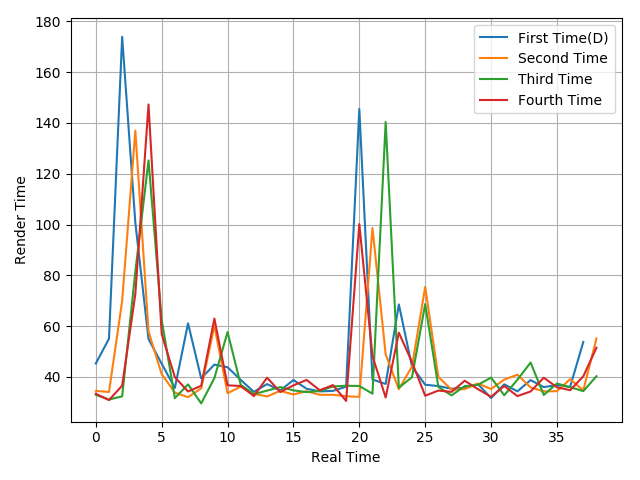 180
160
140
120
100
80
60
40
Render Time
0 5 10 15 20 25 30 35
Real Time
First Time(D)
Second Time
Third Time
Fourth Time